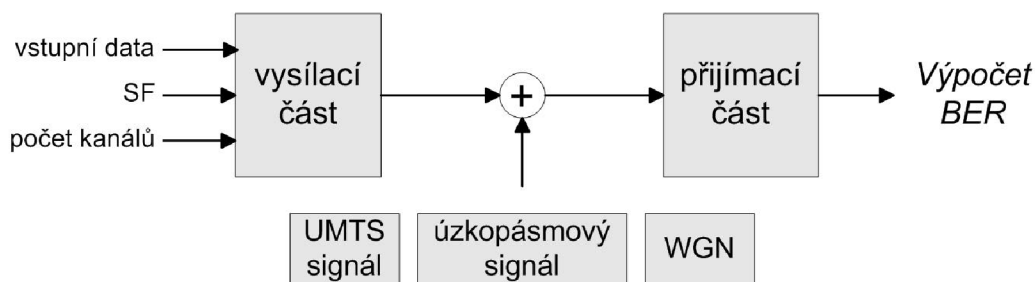 vstupní data
SF
počet kanálů
vysílací
část
+
přijímací
část
Výpočet
BER
UMTS
signál
úzkopásmový
signál
WGN